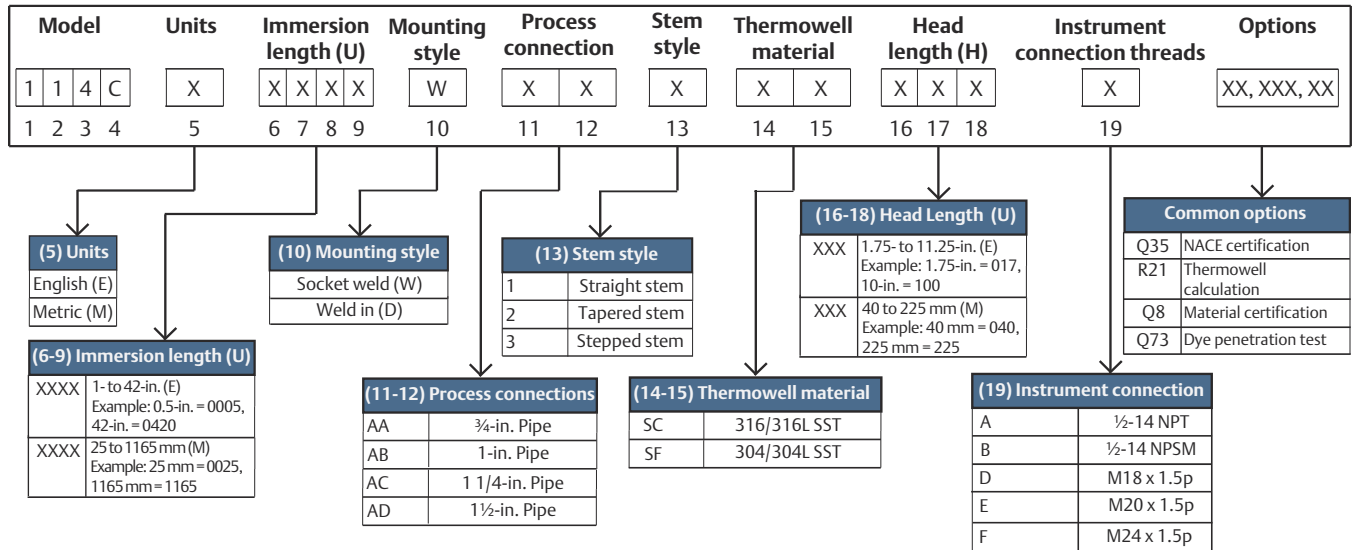 Model Units Immersion length (U) Mounting style Process connection Stem style Thermowell material Head length (H) Instrument connection threads Options
1 1 4 C X X X X X W X X X X X X X X X XX, XXX, XX
1 2 3 4 5 6 7 8 9 10 11 12 13 14 15 16 17 18 19
(5) Units
English (E)
Metric (M)
(6-9) Immersion length (U)
XXXX 1- to 42-in. (E)
Example: 0.5-in. = 0005,
42-in. = 0420
XXXX 25 to 1165 mm (M)
Example: 25 mm = 0025,
1165 mm = 1165
(10) Mounting style
Socket weld (W)
Weld in (D)
(11-12) Process connections
AA ¾-in. Pipe
AB 1-in. Pipe
AC 1 1/4-in. Pipe
AD 1½-in. Pipe
(13) Stem style
1 Straight stem
2 Tapered stem
3 Stepped stem
(14-15) Thermowell material
SC 316/316L SST
SF 304/304L SST
(16-18) Head Length (U)
XXX 1.75- to 11.25-in. (E)
Example: 1.75-in. = 017,
10-in. = 100
XXX 40 to 225 mm (M)
Example: 40 mm = 040,
225 mm = 225
(19) Instrument connection
A ½-14 NPT
B ½-14 NPSM
D M18 x 1.5p
E M20 x 1.5p
F M24 x 1.5p
Common options
Q35 NACE certification
R21 Thermowell
calculation
Q8 Material certification
Q73 Dye penetration test